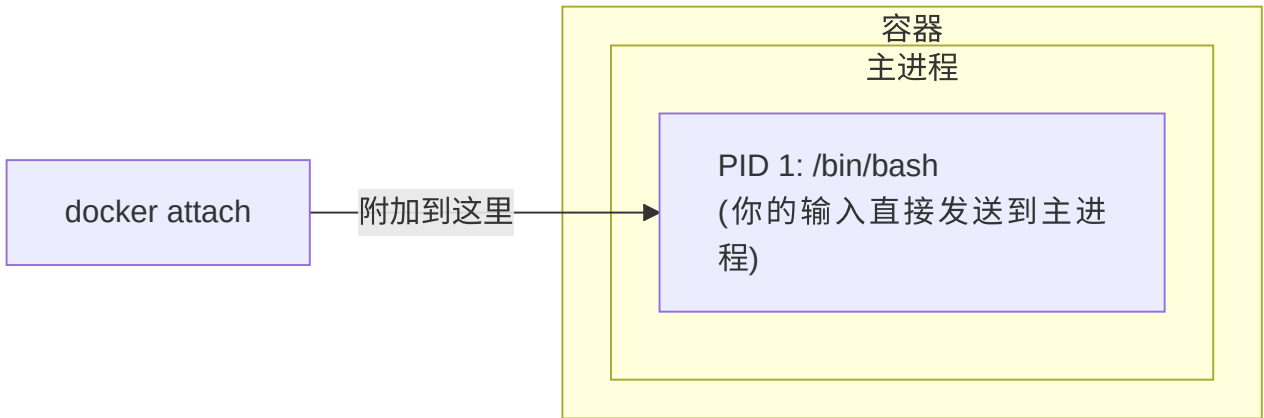 容器
主进程
docker attach
附加到这里
PID 1: /bin/bash
(你的输入直接发送到主进
程)